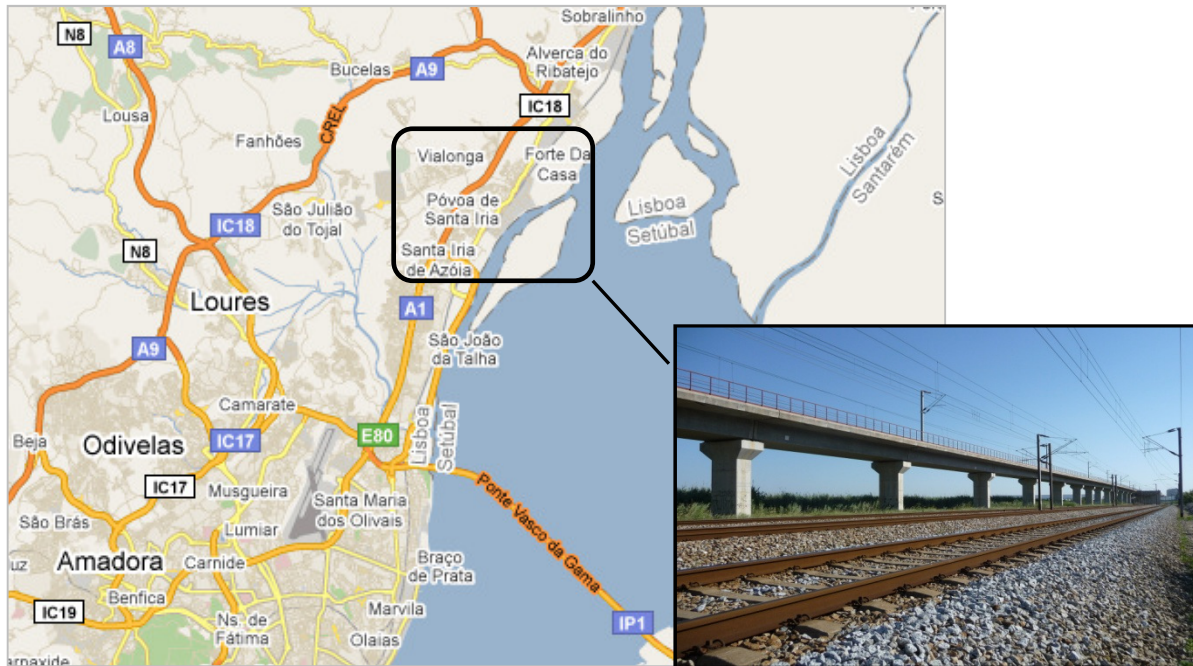 Sobralinho
N8
A8
Alverca do
Ribatejo
Bucelas
A9
IC18
Lousa
CREL
Fanhões
Vialonga
Forte Da
Casa
Lisboa
Santarém
Póvoa de
Santa Iria
São Julião
do Tojal
IC18
Lisboa
Setúbal
S
N8
Santa Iria
de Azóia
Loures
A1
A9
São João
da Talha
Camarate
Lisboa
Setúbal
E80
Beja
Odivelas
IC17
IC17
Musgueira
Santa Maria
dos Olivais
Ponte Vasco da Gama
São Brás
Lumiar
Amadora
Carnide
uz
Braço
de Prata
Benfica
IC19
Ns. de
Fátima
Marvila
Olaias
IP1
arnaxide